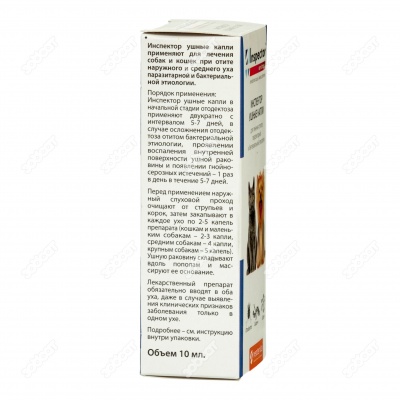 Инспектор ушные капли
применяют для лечения
собак и кошек при отите
наружного и среднего уха
паразитарной и бактериаль-
ной этиологии.
Порядок применения:
Инспектор ушные капли в
начальной стадии отодектоза
применяют двукратно с
интервалом 5-7 дней, в
случае осложнения отодек-
тоза отитом бактериальной
этиологии, проявлении
воспаления внутренней
поверхности ушной рако-
вины и появлении гнойно-
серозных истечений – 1 раз
в день в течение 5-7 дней.
Перед применением наруж-
ный слуховой проход
очищают от струпьев и
корок, затем закапывают в
каждое ухо по 2-5 капель
препарата (кошкам и малень-
ким собакам – 2-3 капли,
средним собакам – 4 капли,
крупным собакам – 5 капель).
Ушную раковину складывают
вдоль пополам и мас-
сируют ее основание.
Лекарственный препарат
обязательно вводят в оба
уха, даже в случае выявления
клинических признаков
заболевания только в
одном ухе.
Подробнее – см. инструкцию
внутри упаковки.
Объем 10 мл.
Inspector
ИНСПЕКТОР